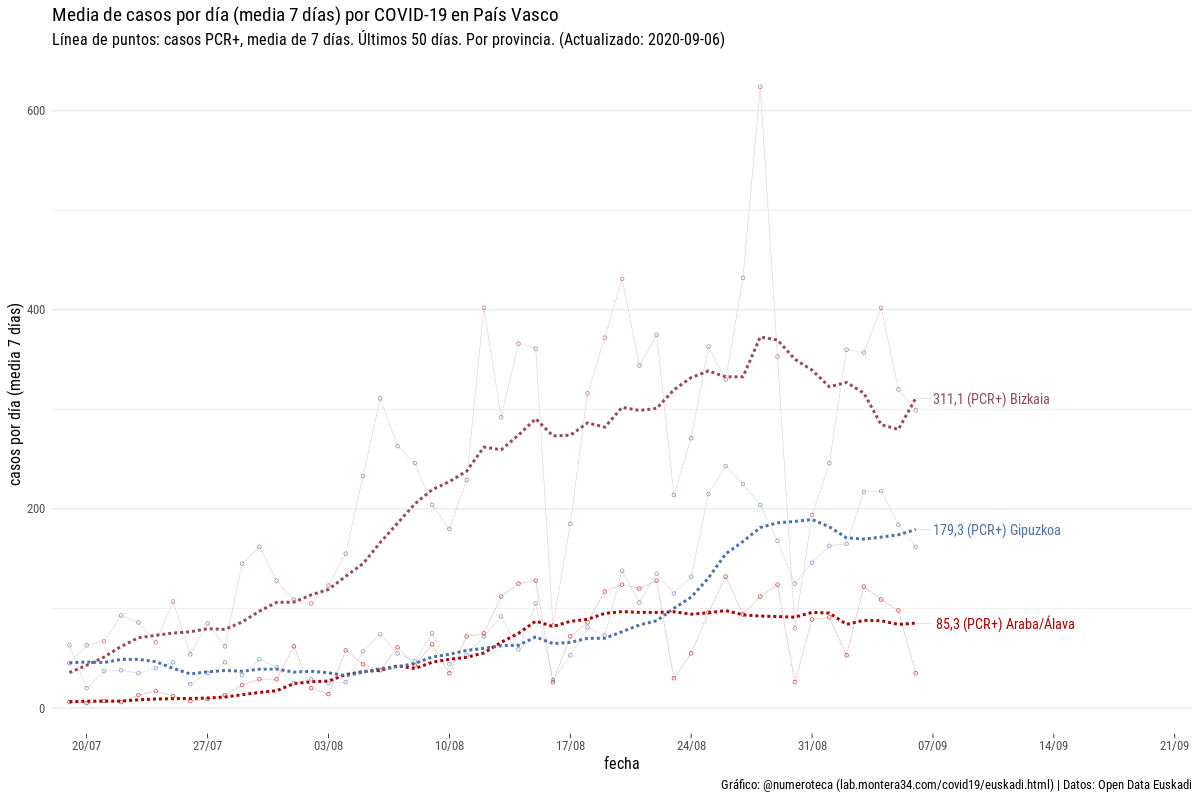 Media de casos por día (media 7 días) por COVID-19 en País Vasco
Línea de puntos: casos PCR+, media de 7 días. Últimos 50 días. Por provincia. (Actualizado: 2020-09-06)
casos por día (media 7 días)
600
400
200
0
311,1 (PCR+) Bizkaia
179,3 (PCR+) Gipuzkoa
85,3 (PCR+) Araba/Álava
20/07 27/07 03/08 10/08 17/08 24/08 31/08 07/09 14/09 21/09
fecha
Gráfico: @numeroteca (lab.montera34.com/covid19/euskadi.html) | Datos: Open Data Euskadi